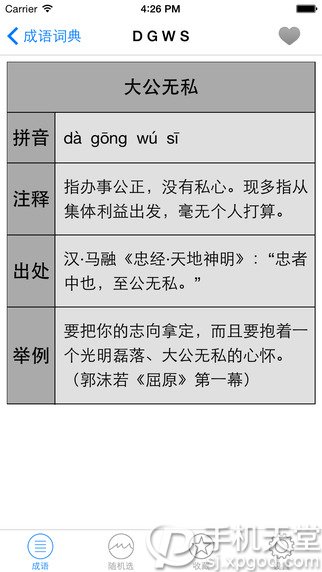 Carrier 4:26 PM
成语词典 D G W S
大公无私
拼音 dà gōng wú sī
注释 指办事公正，没有私心。现多指从
集体利益出发，毫无个人打算。
出处 汉·马融《忠经·天地神明》：“忠者
中也，至公无私。”
举例 要把你的志向拿定，而且要抱着一
个光明磊落、大公无私的心怀。
（郭沫若《屈原》第一幕）
手机天堂
sj.xpgod.com
成语 随机选 收藏